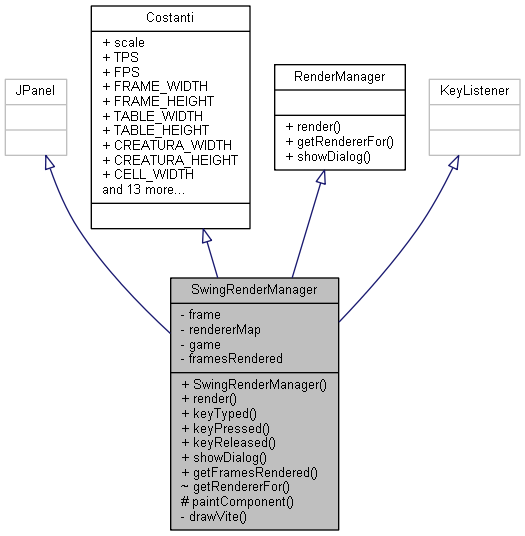 Costanti
+ scale
+ TPS
+ FPS
+ FRAME_WIDTH
+ FRAME_HEIGHT
+ TABLE_WIDTH
+ TABLE_HEIGHT
+ CREATURA_WIDTH
+ CREATURA_HEIGHT
+ CELL_WIDTH
and 13 more...
JPanel
RenderManager
+ render()
+ getRendererFor()
+ showDialog()
KeyListener
SwingRenderManager
- frame
- rendererMap
- game
- framesRendered
+ SwingRenderManager()
+ render()
+ keyTyped()
+ keyPressed()
+ keyReleased()
+ showDialog()
+ getFramesRendered()
~ getRendererFor()
# paintComponent()
- drawVite()